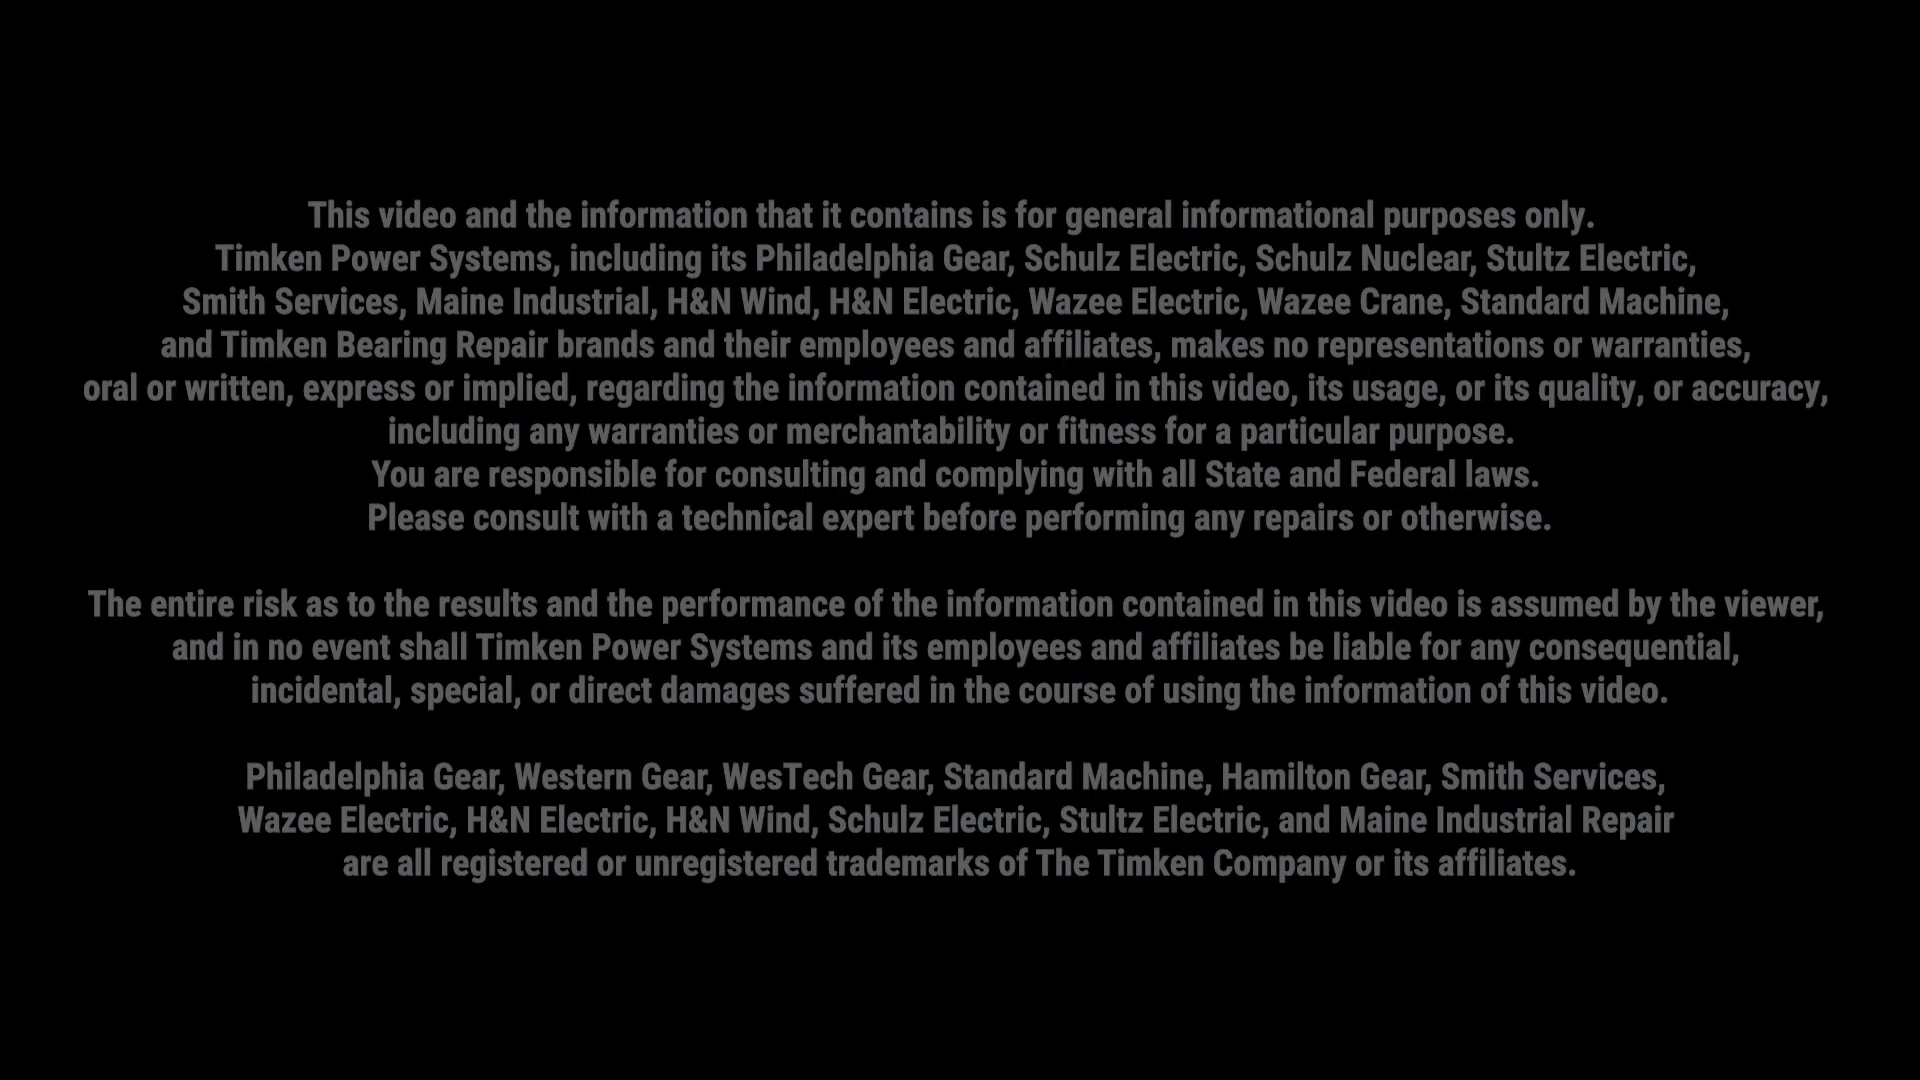 This video and the information that it contains is for general informational purposes only.
Timken Power Systems, including its Philadelphia Gear, Schulz Electric, Schulz Nuclear, Stultz Electric,
Smith Services, Maine Industrial, H&N Wind, H&N Electric, Wazee Electric, Wazee Crane, Standard Machine,
and Timken Bearing Repair brands and their employees and affiliates, makes no representations or warranties,
oral or written, express or implied, regarding the information contained in this video, its usage, or its quality, or accuracy,
including any warranties or merchantability or fitness for a particular purpose.
You are responsible for consulting and complying with all State and Federal laws.
Please consult with a technical expert before performing any repairs or otherwise.
The entire risk as to the results and the performance of the information contained in this video is assumed by the viewer,
and in no event shall Timken Power Systems and its employees and affiliates be liable for any consequential,
incidental, special, or direct damages suffered in the course of using the information of this video.
Philadelphia Gear, Western Gear, WesTech Gear, Standard Machine, Hamilton Gear, Smith Services,
Wazee Electric, H&N Electric, H&N Wind, Schulz Electric, Stultz Electric, and Maine Industrial Repair
are all registered or unregistered trademarks of The Timken Company or its affiliates.